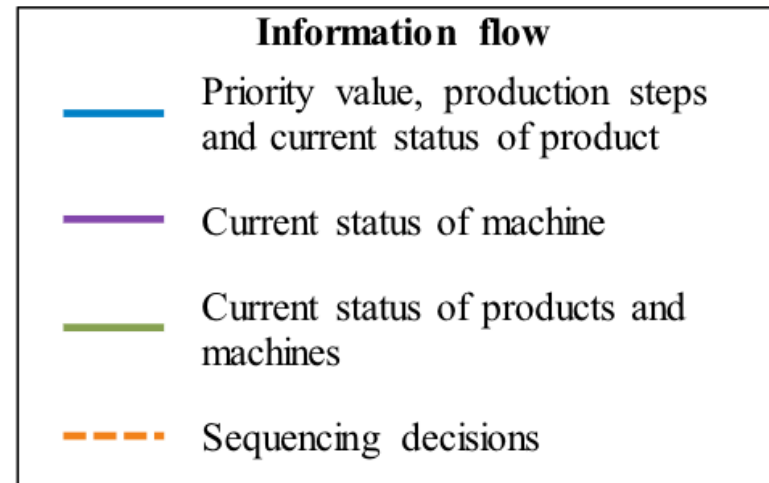 Information flow
Priority value, production steps
and current status of product
Current status of machine
Current status of products and
machines
Sequencing decisions